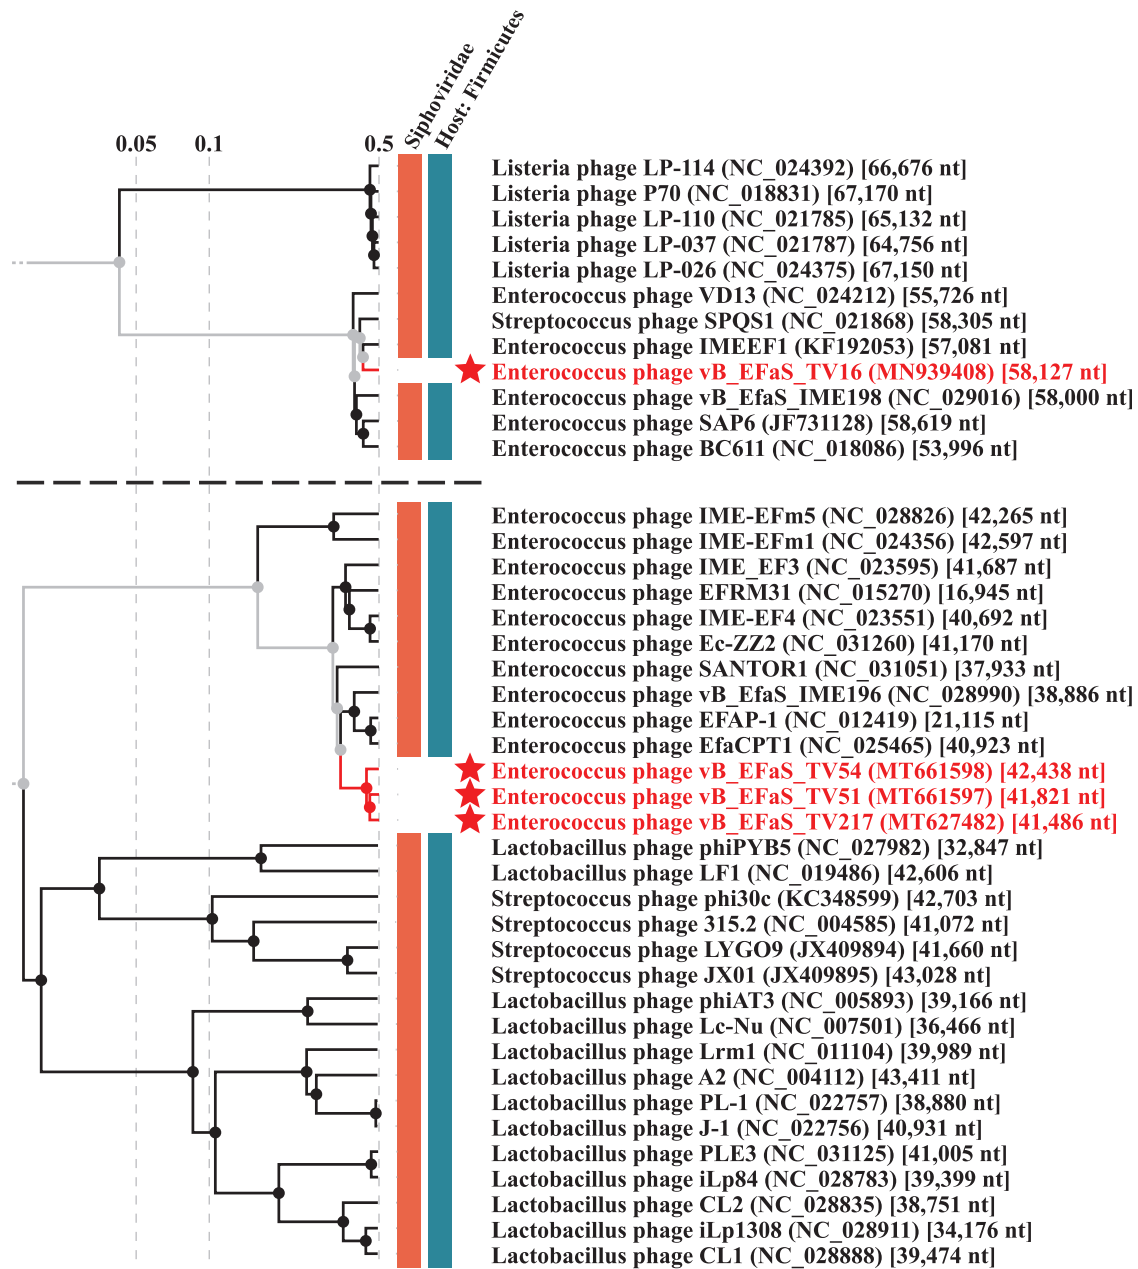 Siphoviridae
Host: Firmicutes
0.05 0.1 0.5
Listeria phage LP-114 (NC_024392) [66,676 nt]
Listeria phage P70 (NC_018831) [67,170 nt]
Listeria phage LP-110 (NC_021785) [65,132 nt]
Listeria phage LP-037 (NC_021787) [64,756 nt]
Listeria phage LP-026 (NC_024375) [67,150 nt]
Enterococcus phage VD13 (NC_024212) [55,726 nt]
Streptococcus phage SPQS1 (NC_021868) [58,305 nt]
Enterococcus phage IMEEF1 (KF192053) [57,081 nt]
Enterococcus phage vB_EFaS_TV16 (MN939408) [58,127 nt]
Enterococcus phage vB_EfaS_IME198 (NC_029016) [58,000 nt]
Enterococcus phage SAP6 (JF731128) [58,619 nt]
Enterococcus phage BC611 (NC_018086) [53,996 nt]
Enterococcus phage IME-EFm5 (NC_028826) [42,265 nt]
Enterococcus phage IME-EFm1 (NC_024356) [42,597 nt]
Enterococcus phage IME_EF3 (NC_023595) [41,687 nt]
Enterococcus phage EFRM31 (NC_015270) [16,945 nt]
Enterococcus phage IME-EF4 (NC_023551) [40,692 nt]
Enterococcus phage Ec-ZZ2 (NC_031260) [41,170 nt]
Enterococcus phage SANTOR1 (NC_031051) [37,933 nt]
Enterococcus phage vB_EfaS_IME196 (NC_028990) [38,886 nt]
Enterococcus phage EFAP-1 (NC_012419) [21,115 nt]
Enterococcus phage EfaCPT1 (NC_025465) [40,923 nt]
Enterococcus phage vB_EFaS_TV54 (MT661598) [42,438 nt]
Enterococcus phage vB_EFaS_TV51 (MT661597) [41,821 nt]
Enterococcus phage vB_EFaS_TV217 (MT627482) [41,486 nt]
Lactobacillus phage phiPYB5 (NC_027982) [32,847 nt]
Lactobacillus phage LF1 (NC_019486) [42,606 nt]
Streptococcus phage phi30c (KC348599) [42,703 nt]
Streptococcus phage 315.2 (NC_004585) [41,072 nt]
Streptococcus phage LYGO9 (JX409894) [41,660 nt]
Streptococcus phage JX01 (JX409895) [43,028 nt]
Lactobacillus phage phiAT3 (NC_005893) [39,166 nt]
Lactobacillus phage Lc-Nu (NC_007501) [36,466 nt]
Lactobacillus phage Lrm1 (NC_011104) [39,989 nt]
Lactobacillus phage A2 (NC_004112) [43,411 nt]
Lactobacillus phage PL-1 (NC_022757) [38,880 nt]
Lactobacillus phage J-1 (NC_022756) [40,931 nt]
Lactobacillus phage PLE3 (NC_031125) [41,005 nt]
Lactobacillus phage iLp84 (NC_028783) [39,399 nt]
Lactobacillus phage CL2 (NC_028835) [38,751 nt]
Lactobacillus phage iLp1308 (NC_028911) [34,176 nt]
Lactobacillus phage CL1 (NC_028888) [39,474 nt]